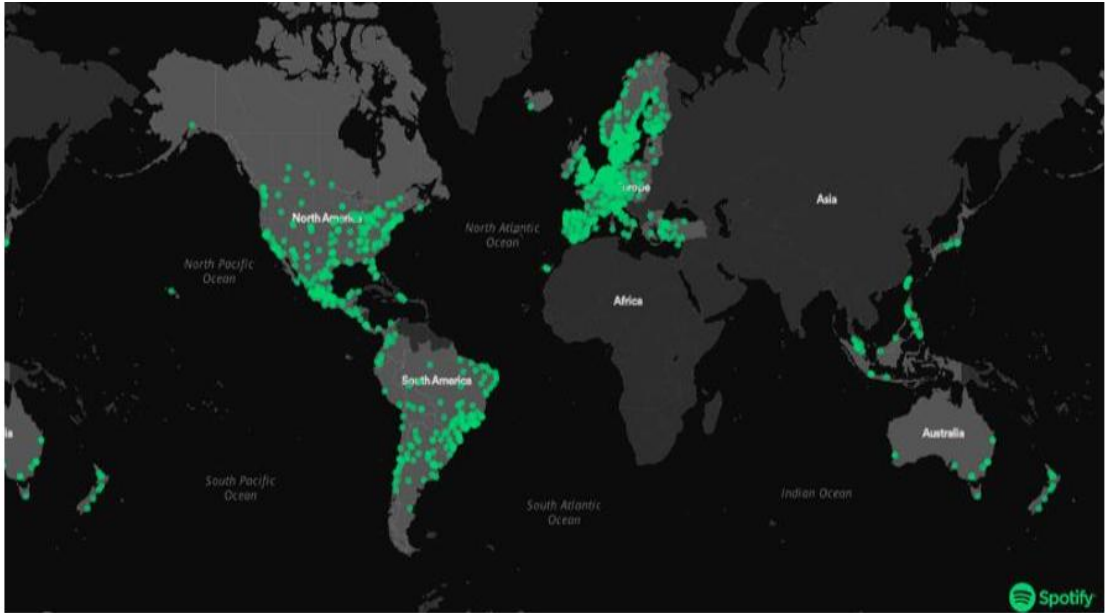 North America
North Atlantic
Ocean
Asia
North Pacific
Ocean
Africa
South America
Australia
South Pacific
Ocean
South Atlantic
Ocean
Indian Ocean
Spotify